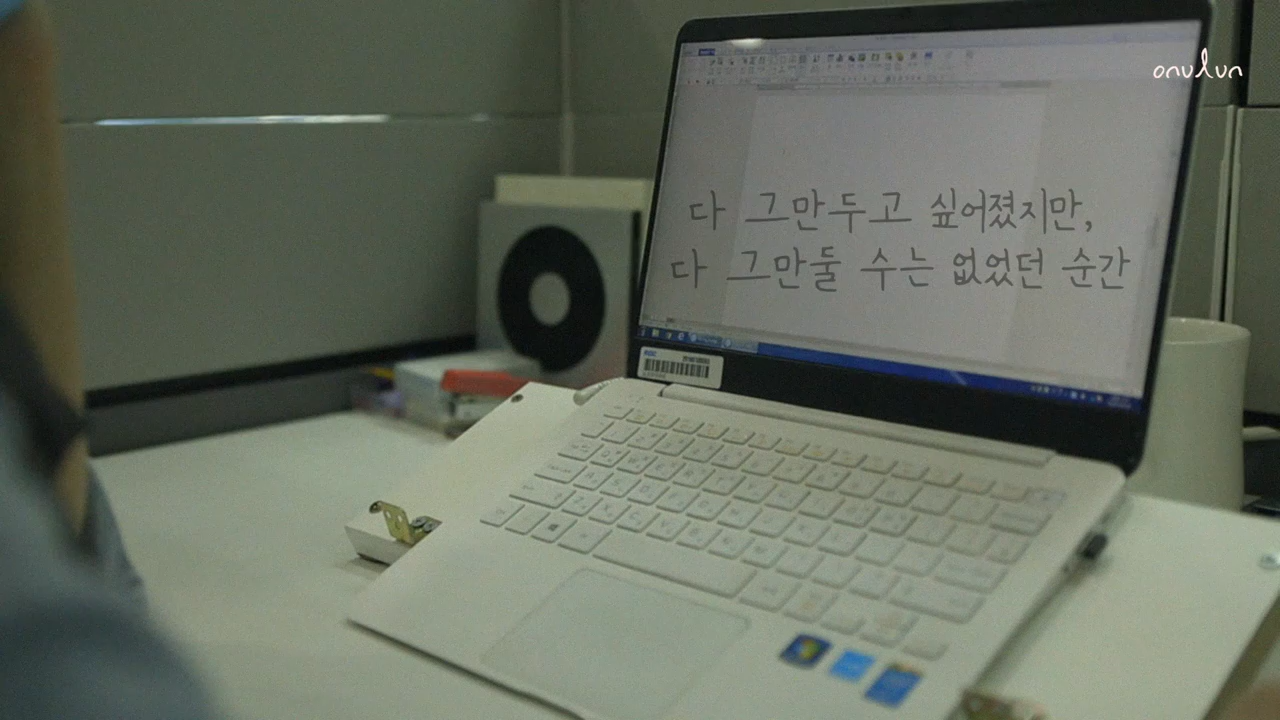 onulun
다 그만두고 싶어졌지만,
다 그만둘 수는 없었던 순간